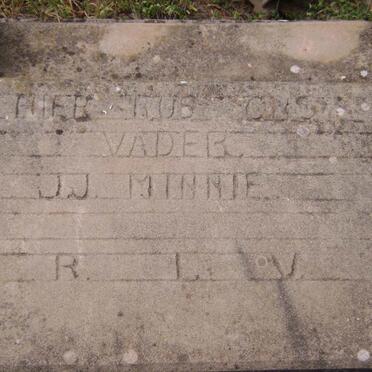 HIER RUS ONS
VADER
JJ MINNIE
R. L. V.